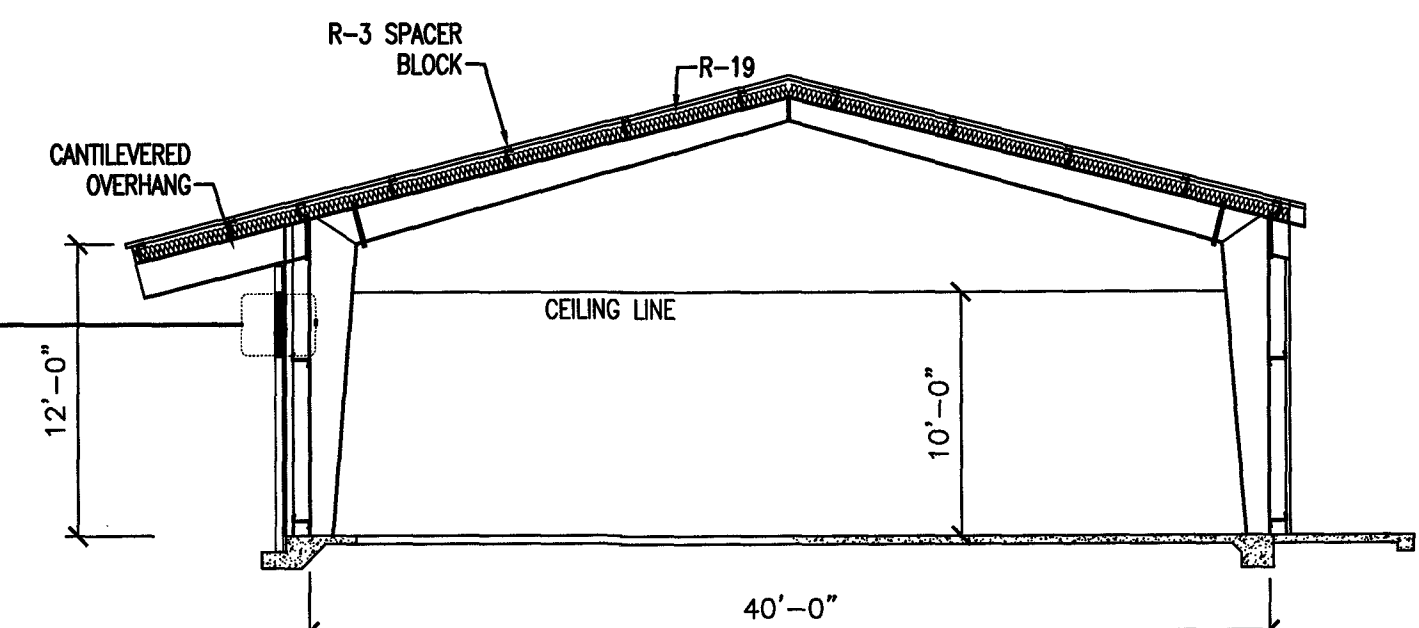 R-3 SPACER
BLOCK
R-19
CANTILEVERED
OVERHANG
CEILING LINE
12'-0"
10'-0"
40'-0"